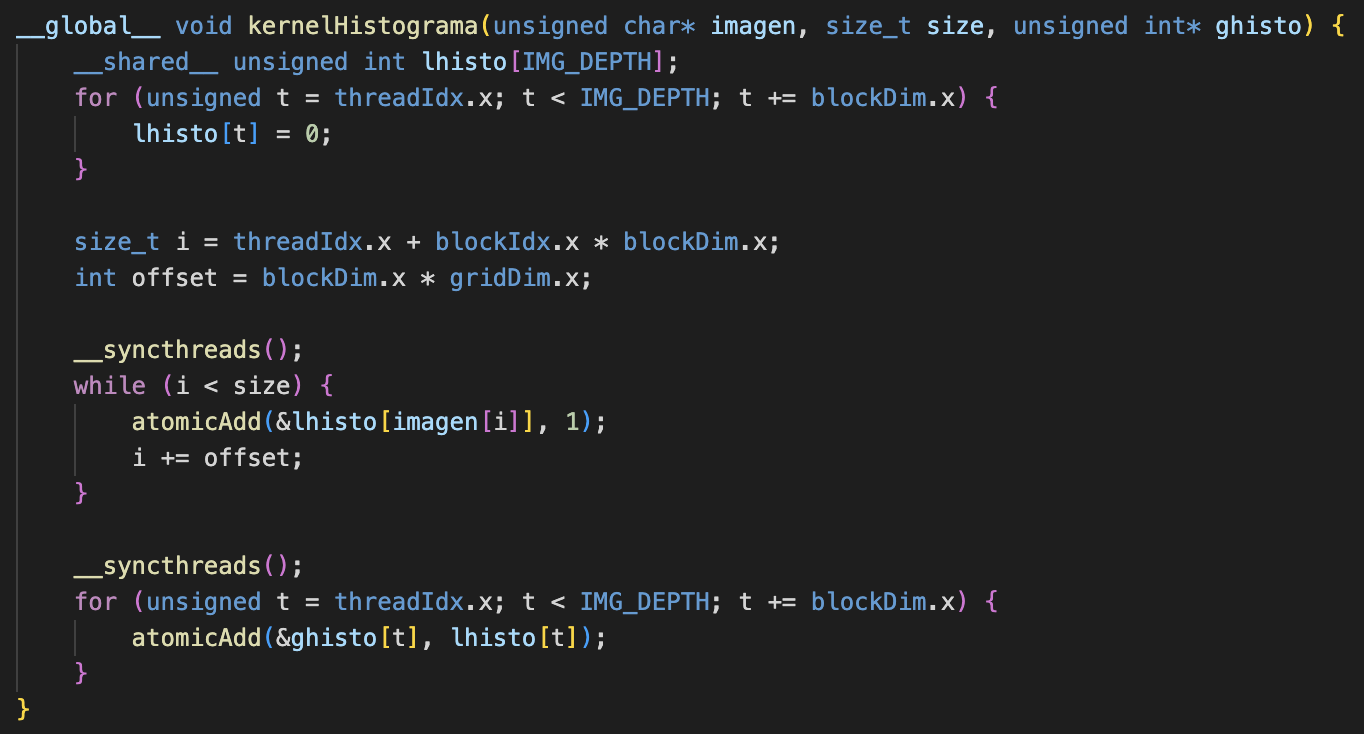 __global__ void kernelHistograma(unsigned char* imagen, size_t size, unsigned int* ghisto) {
    __shared__ unsigned int lhisto[IMG_DEPTH];
    for (unsigned t = threadIdx.x; t < IMG_DEPTH; t += blockDim.x) {
        lhisto[t] = 0;
    }

    size_t i = threadIdx.x + blockIdx.x * blockDim.x;
    int offset = blockDim.x * gridDim.x;

    __syncthreads();
    while (i < size) {
        atomicAdd(&lhisto[imagen[i]], 1);
        i += offset;
    }

    __syncthreads();
    for (unsigned t = threadIdx.x; t < IMG_DEPTH; t += blockDim.x) {
        atomicAdd(&ghisto[t], lhisto[t]);
    }
}